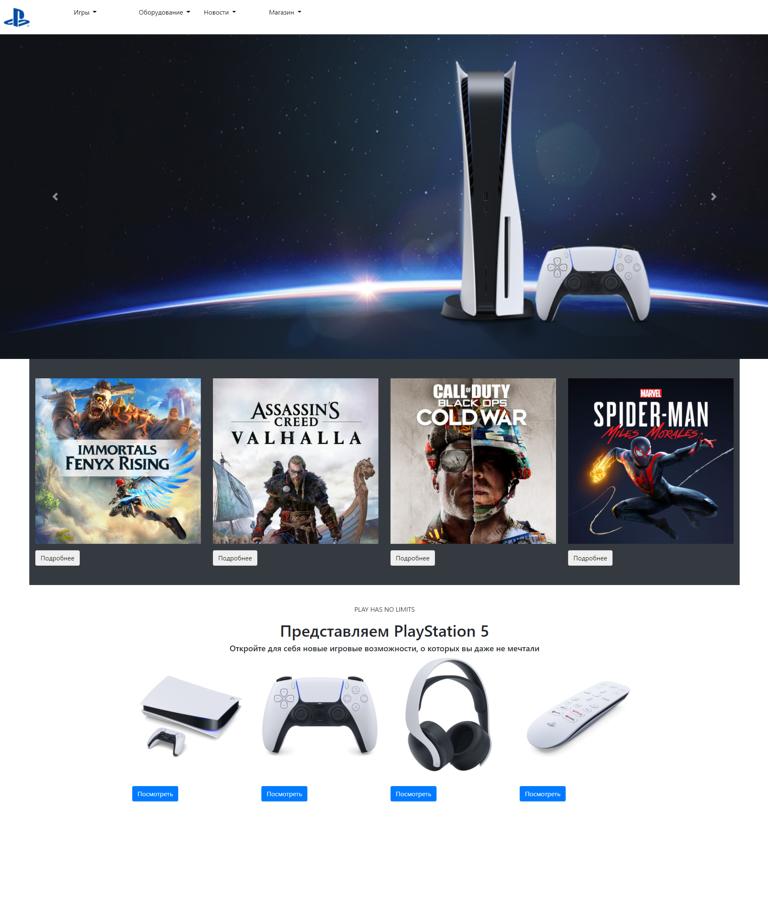 Игры
Оборудование
Новости
Магазин
IMMORTALS
FENYX RISING
ASSASSIN'S
CREED
VALHALLA
CALL OF DUTY
BLACK OPS
COLD WAR
MARVEL
SPIDER-MAN
MILES MORALES
Подробнее
Подробнее
Подробнее
Подробнее
PLAY HAS NO LIMITS
Представляем PlayStation 5
Откройте для себя новые игровые возможности, о которых вы даже не мечтали
Посмотреть
Посмотреть
Посмотреть
Посмотреть